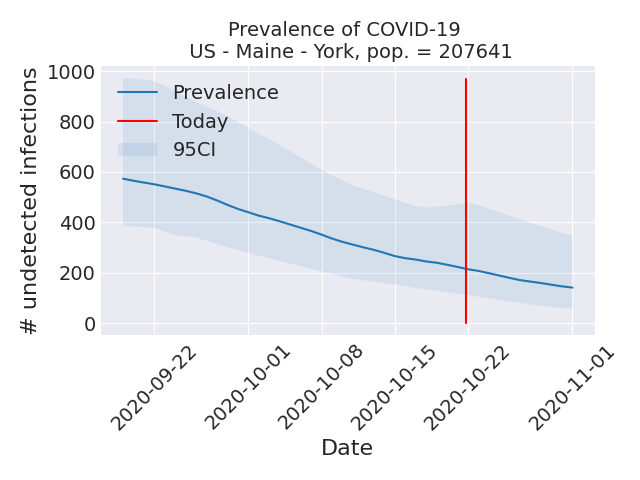 Prevalence of COVID-19
US - Maine - York, pop. = 207641
# undetected infections
1000
800
600
400
200
0
Prevalence
Today
95CI
2020-09-22
2020-10-01
2020-10-08
2020-10-15
2020-10-22
2020-11-01
Date